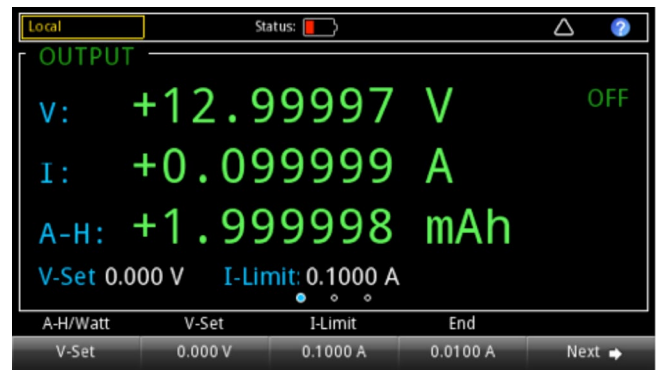 Local Status: ?
OUTPUT
V: +12.99997 V OFF
I: +0.099999 A
A-H: +1.999998 mAh
V-Set 0.000 V I-Limit: 0.1000 A
A-H/Watt V-Set I-Limit End
V-Set 0.000 V 0.1000 A 0.0100 A Next